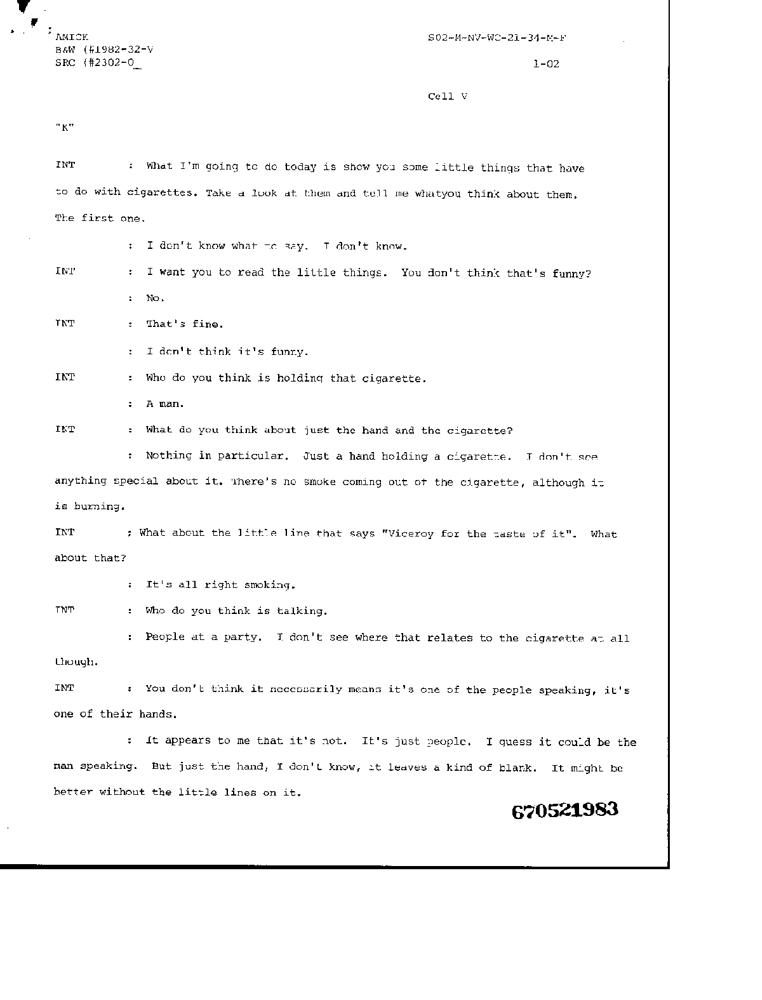 AMICK
B&W (#1982-32-V
SRC (#2302-0_
S02-M-NV-WC-21-34-M-F
1-02
Cell V
"K"
INT : What I'm going to do today is show you some little things that have
to do with cigarettes. Take a look at them and tell me whatyou think about them.
The first one.
: I don't know what to say. I don't know.
INT : I want you to read the little things. You don't think that's funny?
: No.
INT : That's fine.
: I don't think it's funny.
INT : Who do you think is holding that cigarette.
: A man.
INT : What do you think about just the hand and the cigarette?
: Nothing in particular. Just a hand holding a cigarette. I don't see
anything special about it. There's no smoke coming out of the cigarette, although it
is burning.
INT ; What about the little line that says "Viceroy for the taste of it". What
about that?
: It's all right smoking.
INT : Who do you think is talking.
: People at a party. I don't see where that relates to the cigarette at all
though.
INT : You don't think it necessarily means it's one of the people speaking, it's
one of their hands.
: It appears to me that it's not. It's just people. I guess it could be the
man speaking. But just the hand, I don't know, it leaves a kind of blank. It might be
better without the little lines on it.
670521983